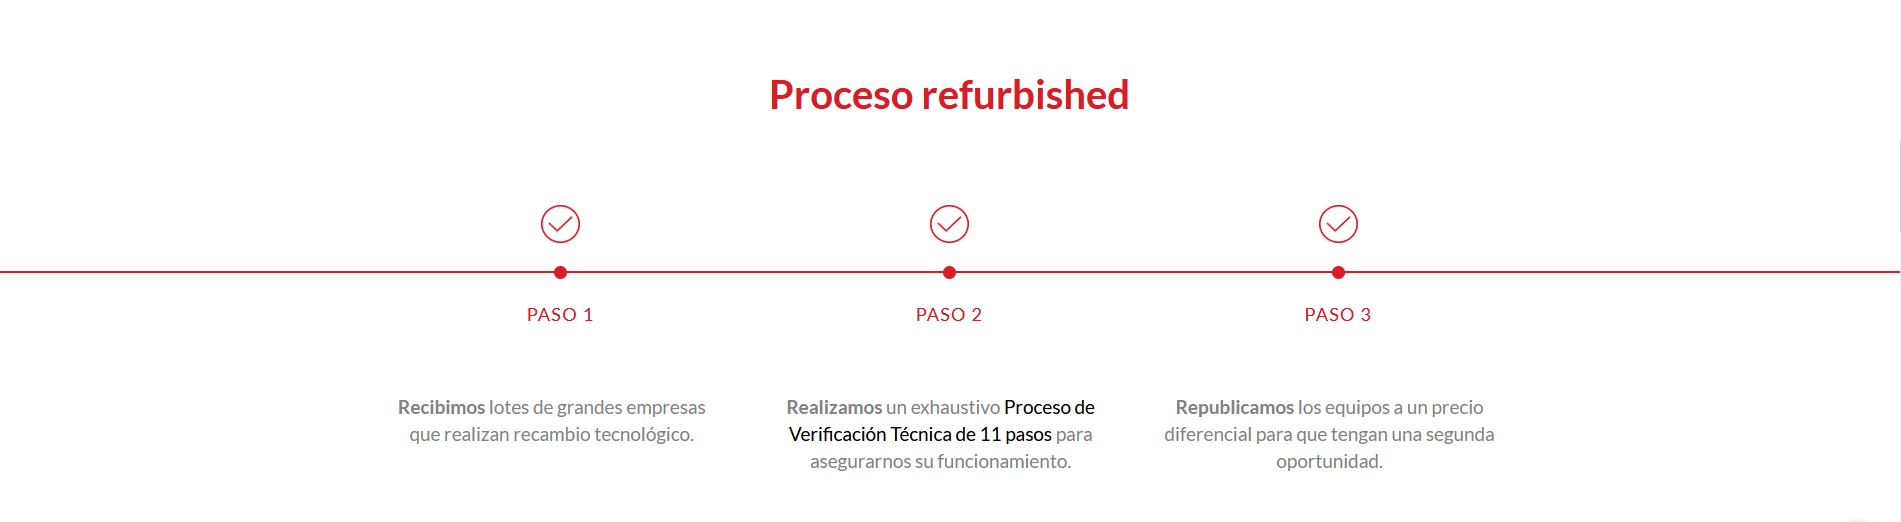 Proceso refurbished
PASO 1
PASO 2
PASO 3
Recibimos lotes de grandes empresas
que realizan recambio tecnológico.
Realizamos un exhaustivo Proceso de
Verificación Técnica de 11 pasos para
asegurarnos su funcionamiento.
Republicamos los equipos a un precio
diferencial para que tengan una segunda
oportunidad.